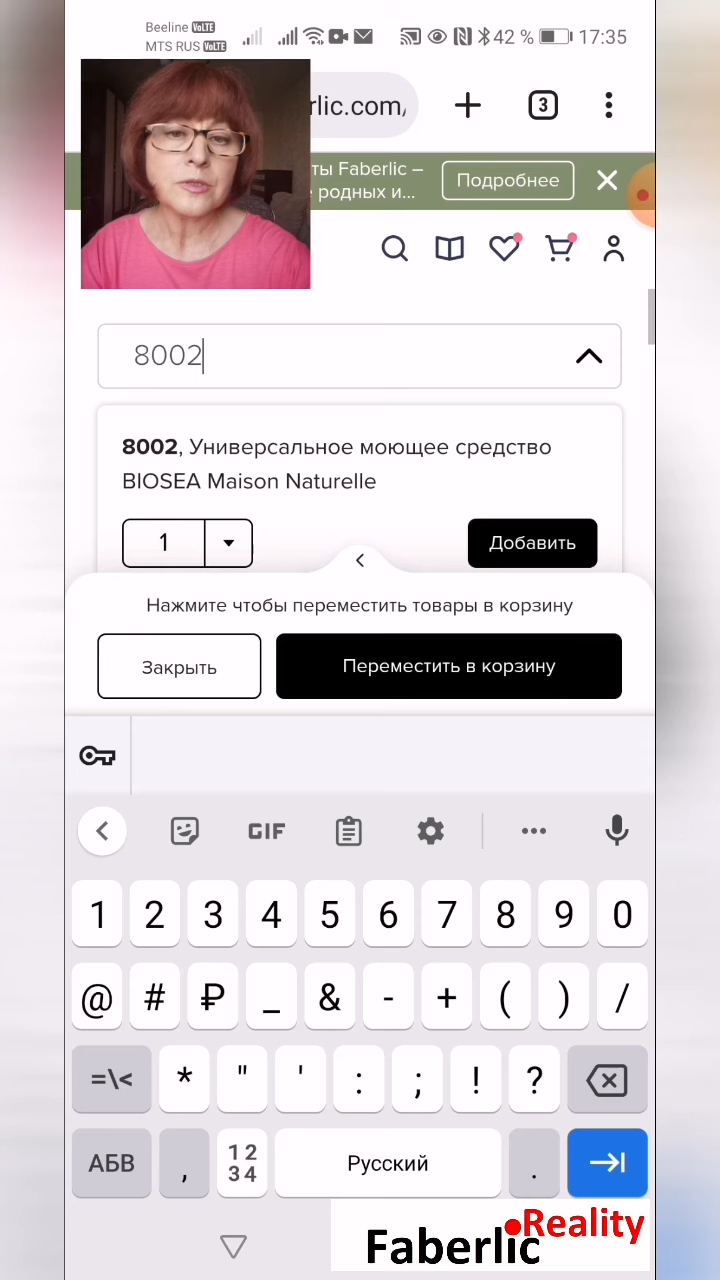 Beeline VoLTE
MTS RUS VoLTE
42 % 17:35
rlic.com/
3
ты Faberlic –
родных и...
Подробнее
8002
8002, Универсальное моющее средство
BIOSEA Maison Naturelle
1
Добавить
Нажмите чтобы переместить товары в корзину
Закрыть
Переместить в корзину
GIF
1 2 3 4 5 6 7 8 9 0
@ # ₽ _ & - + ( ) /
=\< * " ' : ; ! ?
АБВ , 12 34 Русский .
Reality
Faberlic